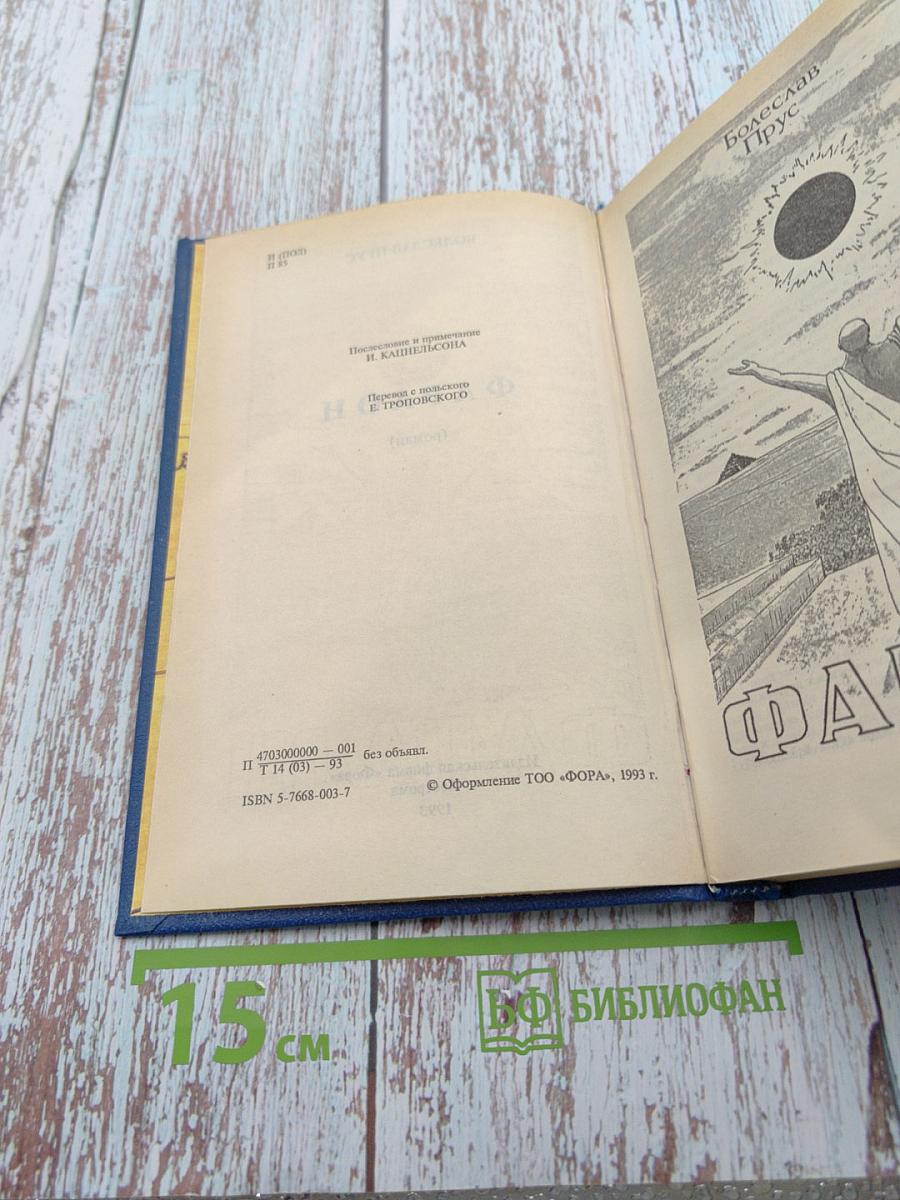 И (ПОЛ)
П 85
Послесловие и примечание
И. КАЦНЕЛЬСОНА
Перевод с польского
Е. ТРОПОВСКОГО
П 4703000000 — 001
Т 14 (03) — 93 без объявл.
ISBN 5-7668-003-7
© Оформление ТОО «ФОРА», 1993 г.
Болеслав
Прус
ФА
15 см
БФ БИБЛИОФАН